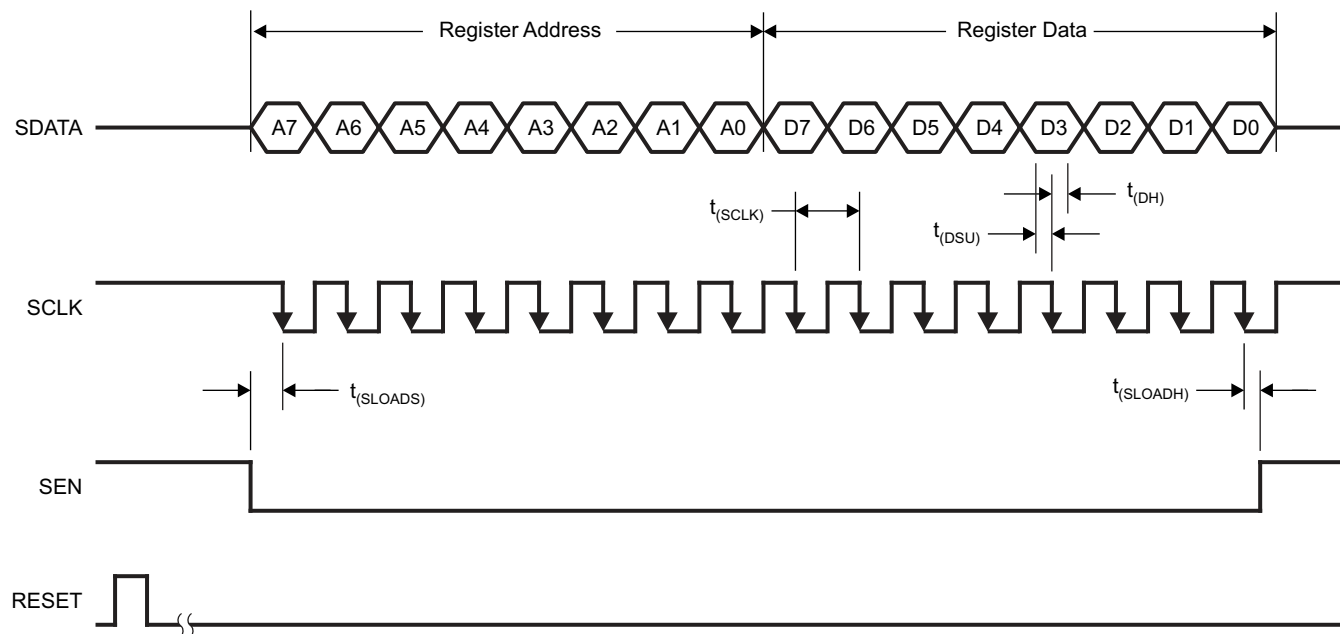 Register Address
Register Data
SDATA
A7 A6 A5 A4 A3 A2 A1 A0 D7 D6 D5 D4 D3 D2 D1 D0
t(SCLK)
t(DH)
t(DSU)
SCLK
t(SLOADS)
t(SLOADH)
SEN
RESET